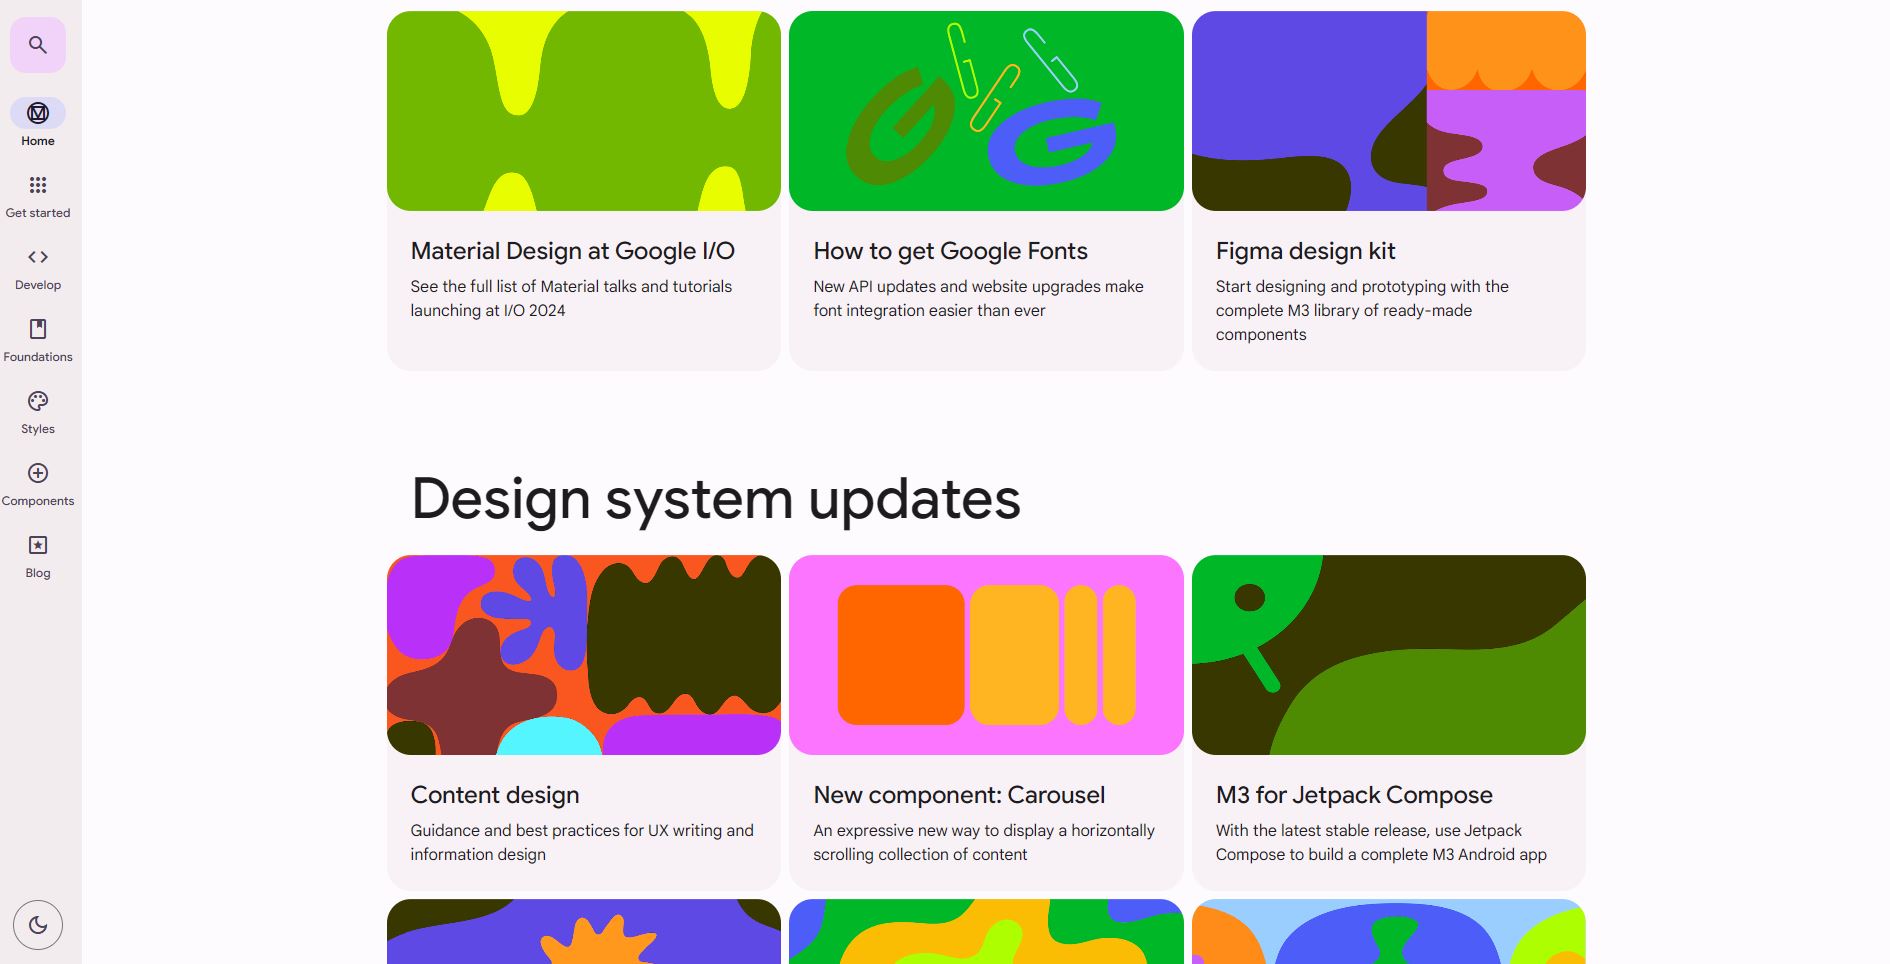 Home
Get started
Develop
Foundations
Styles
Components
Blog
Material Design at Google I/O
See the full list of Material talks and tutorials
launching at I/O 2024
How to get Google Fonts
New API updates and website upgrades make
font integration easier than ever
Figma design kit
Start designing and prototyping with the
complete M3 library of ready-made
components
Design system updates
Content design
Guidance and best practices for UX writing and
information design
New component: Carousel
An expressive new way to display a horizontally
scrolling collection of content
M3 for Jetpack Compose
With the latest stable release, use Jetpack
Compose to build a complete M3 Android app